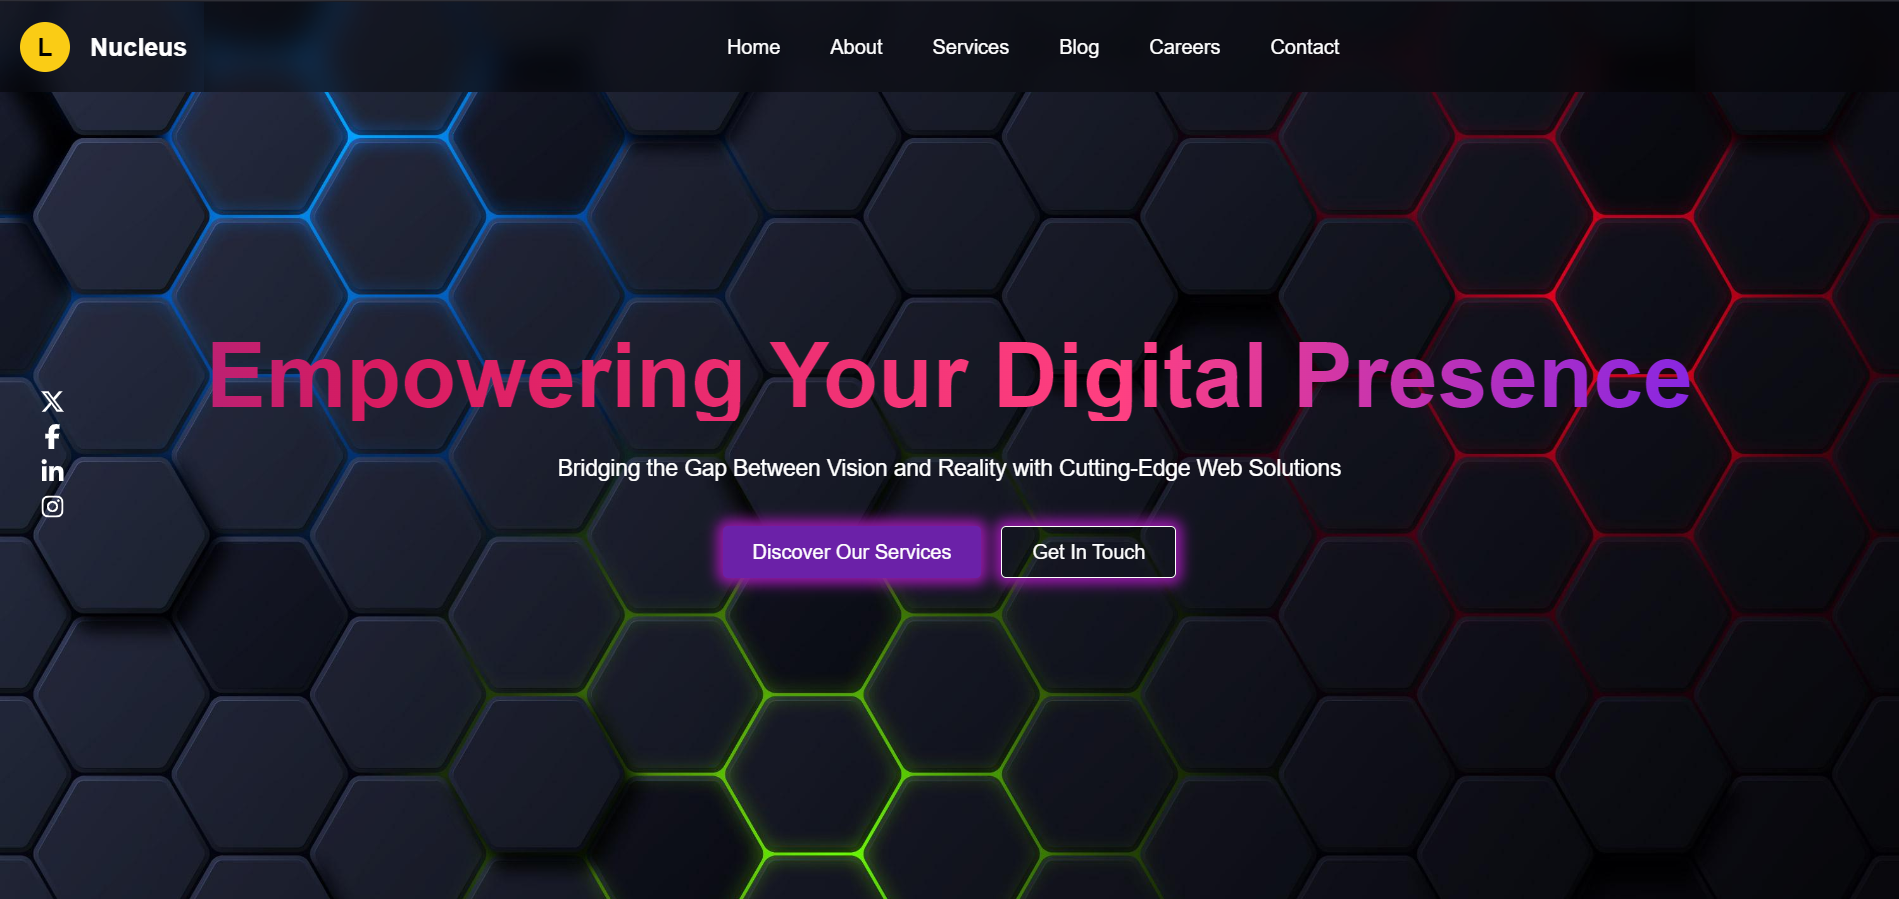 L Nucleus Home About Services Blog Careers Contact
Empowering Your Digital Presence
Bridging the Gap Between Vision and Reality with Cutting-Edge Web Solutions
Discover Our Services Get In Touch